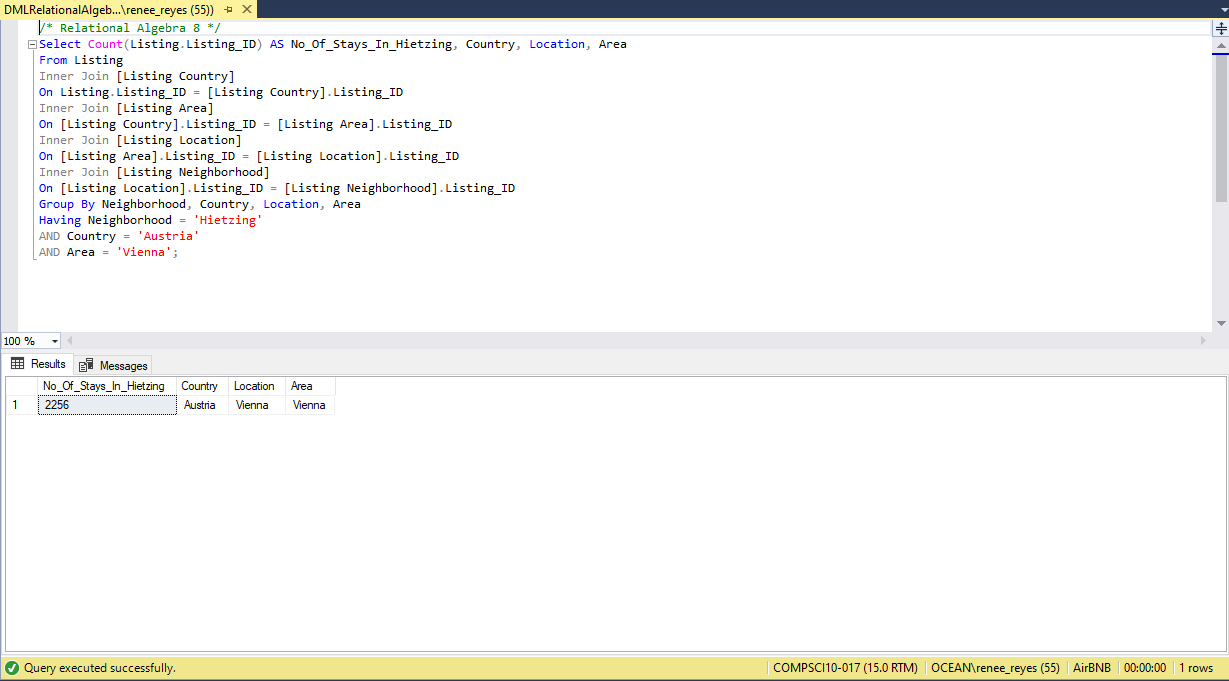 DMLRelationalAlgeb...\renee_reyes (55))
/* Relational Algebra 8 */
Select Count(Listing.Listing_ID) AS No_Of_Stays_In_Hietzing, Country, Location, Area
From Listing
Inner Join [Listing Country]
On Listing.Listing_ID = [Listing Country].Listing_ID
Inner Join [Listing Area]
On [Listing Country].Listing_ID = [Listing Area].Listing_ID
Inner Join [Listing Location]
On [Listing Area].Listing_ID = [Listing Location].Listing_ID
Inner Join [Listing Neighborhood]
On [Listing Location].Listing_ID = [Listing Neighborhood].Listing_ID
Group By Neighborhood, Country, Location, Area
Having Neighborhood = 'Hietzing'
AND Country = 'Austria'
AND Area = 'Vienna';
100 %
Results Messages
No_Of_Stays_In_Hietzing Country Location Area
1 2256 Austria Vienna Vienna
Query executed successfully. COMPSCI10-017 (15.0 RTM) OCEAN\renee_reyes (55) AirBNB 00:00:00 1 rows